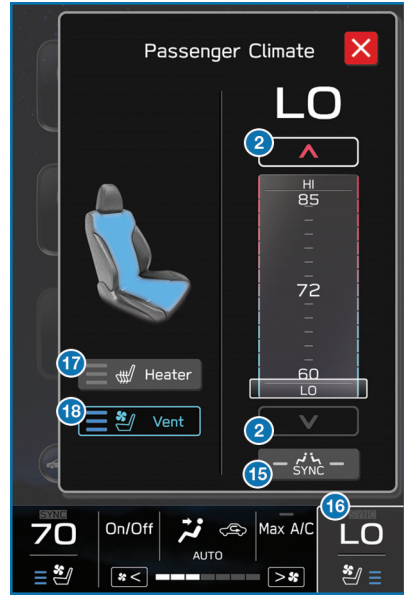 Passenger Climate
LO
2
HI
85
72
60
LO
17
Heater
18
Vent
2
15
SYNC
16
SYNC
70
On/Off
AUTO
Max A/C
SYNC
LO
<
>